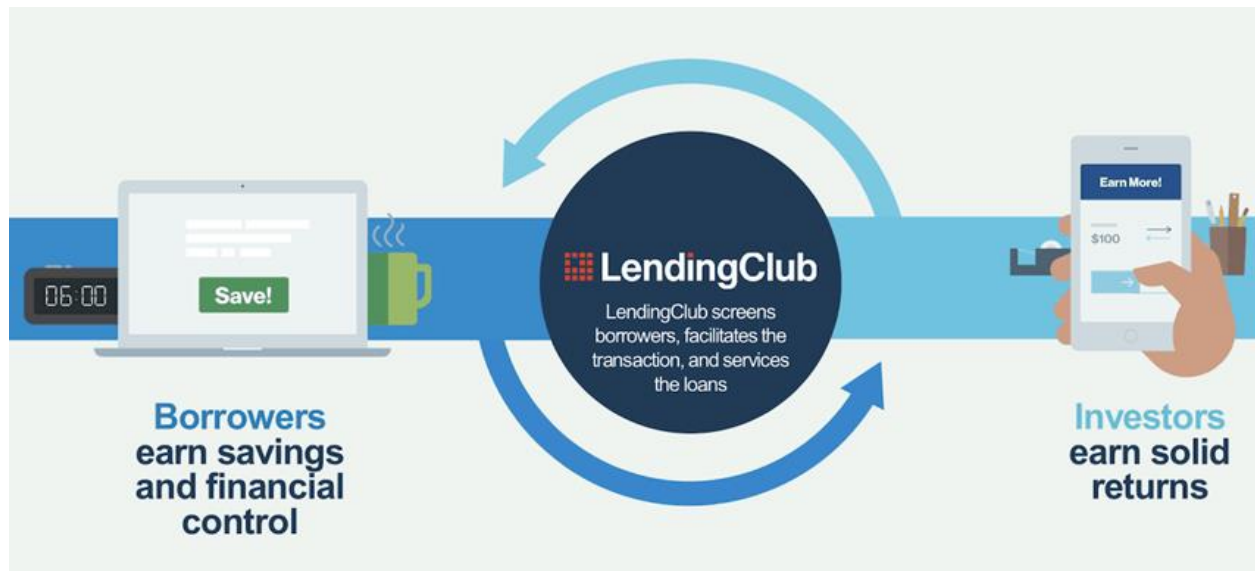 06:00
Save!
Borrowers
earn savings
and financial
control
LendingClub
LendingClub screens
borrowers, facilitates the
transaction, and services
the loans
Earn More!
$100
Investors
earn solid
returns